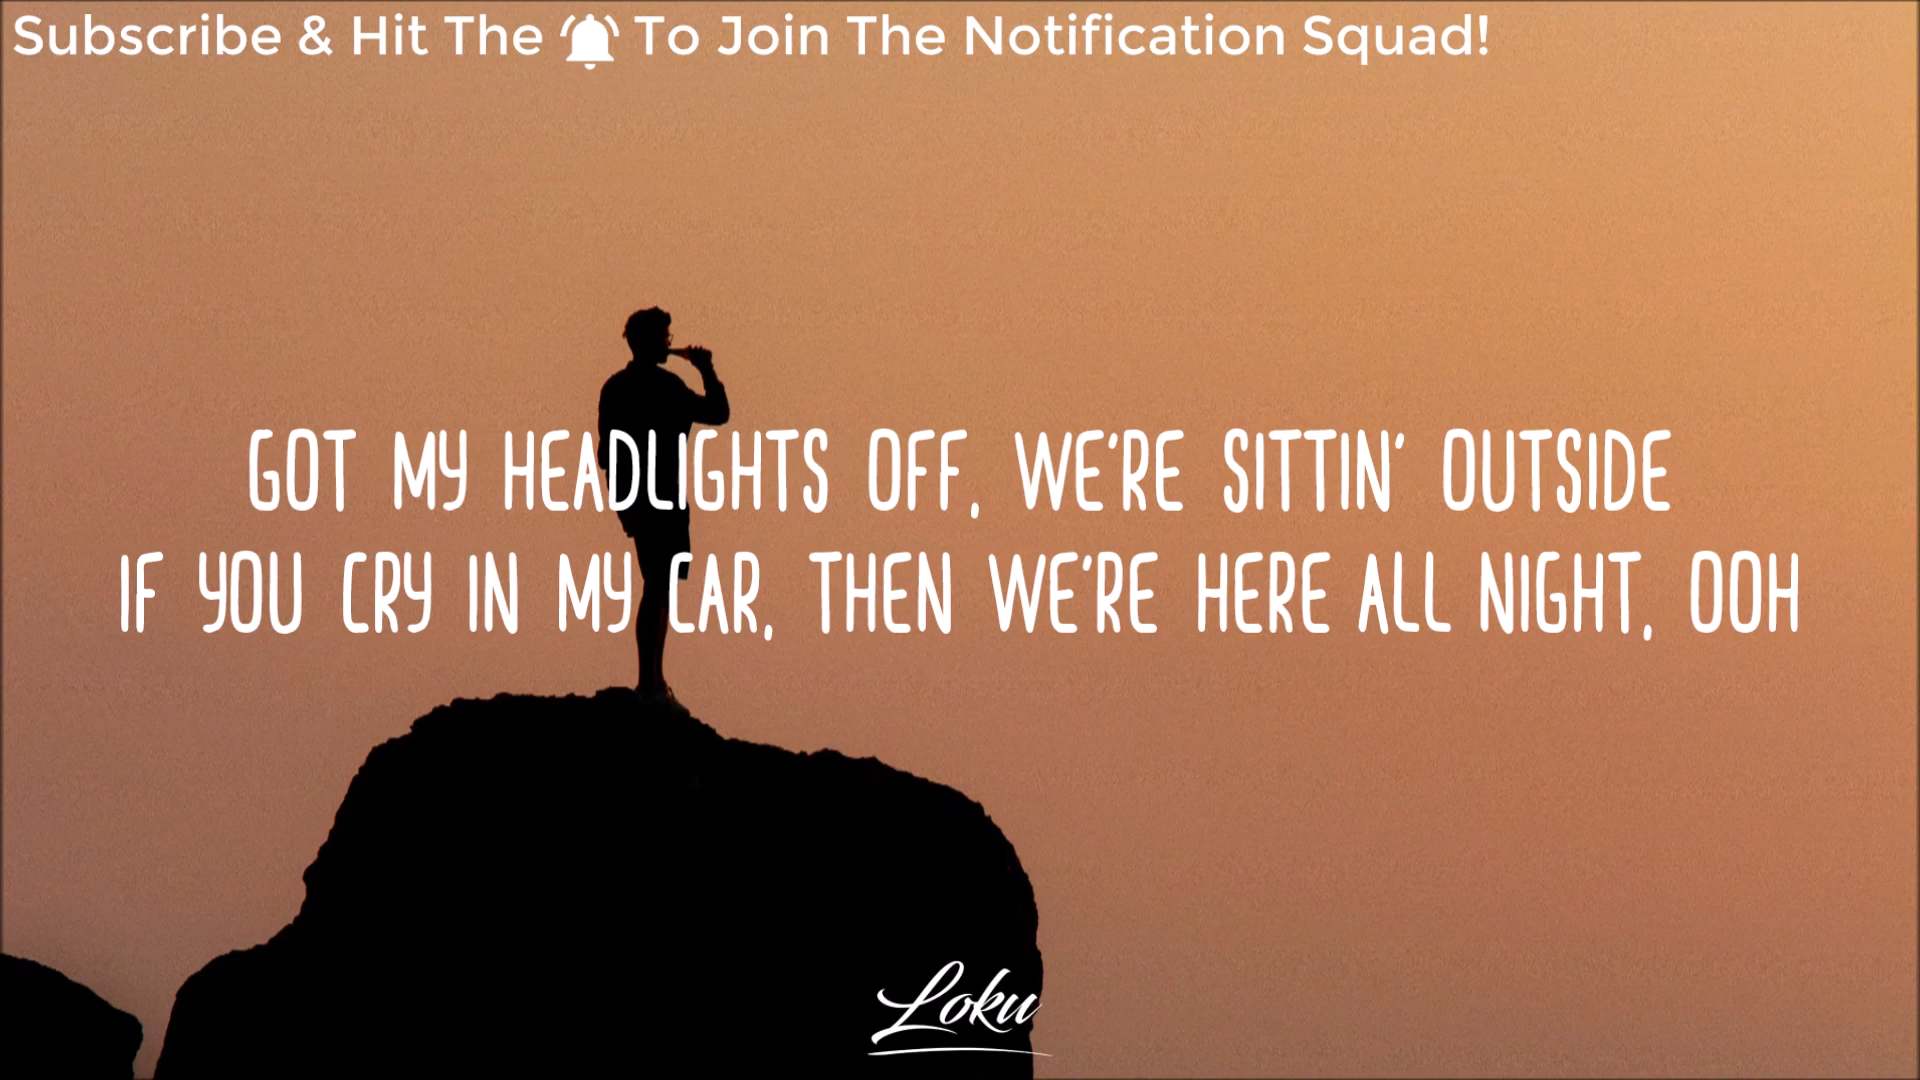 Subscribe & Hit The 🔔 To Join The Notification Squad!
GOT MY HEADLIGHTS OFF, WE'RE SITTIN' OUTSIDE
IF YOU CRY IN MY CAR, THEN WE'RE HERE ALL NIGHT, OOH
Loku